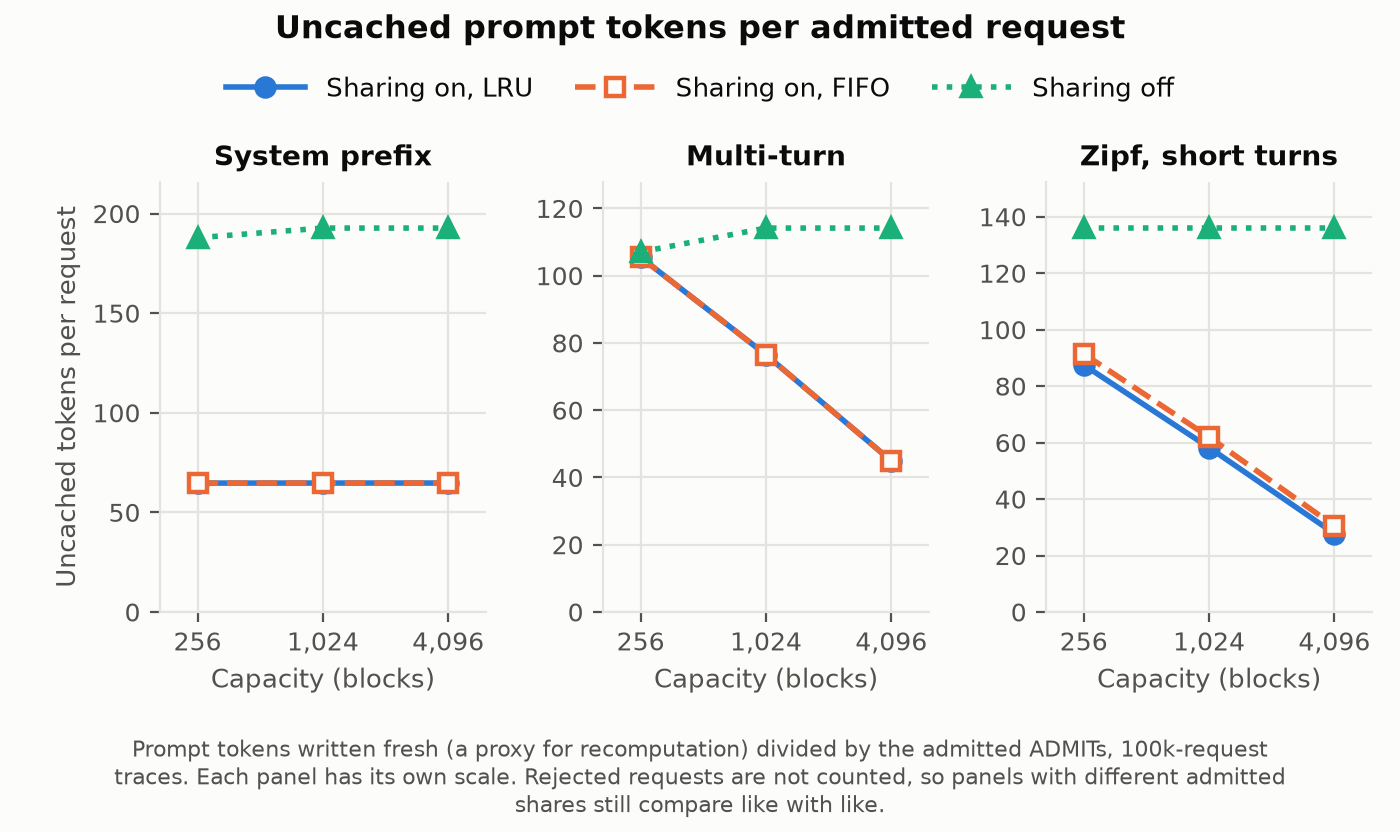 Uncached prompt tokens per admitted request
Sharing on, LRU
Sharing on, FIFO
Sharing off
System prefix
Uncached tokens per request
200
150
100
50
0
256
1,024
4,096
Capacity (blocks)
Multi-turn
120
100
80
60
40
20
0
256
1,024
4,096
Capacity (blocks)
Zipf, short turns
140
120
100
80
60
40
20
0
256
1,024
4,096
Capacity (blocks)
Prompt tokens written fresh (a proxy for recomputation) divided by the admitted ADMITs, 100k-request
traces. Each panel has its own scale. Rejected requests are not counted, so panels with different admitted
shares still compare like with like.